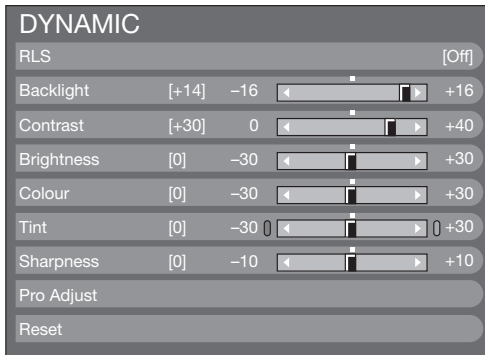 DYNAMIC
RLS [Off]
Backlight [+14] –16 +16
Contrast [+30] 0 +40
Brightness [0] –30 +30
Colour [0] –30 +30
Tint [0] –30 +30
Sharpness [0] –10 +10
Pro Adjust
Reset